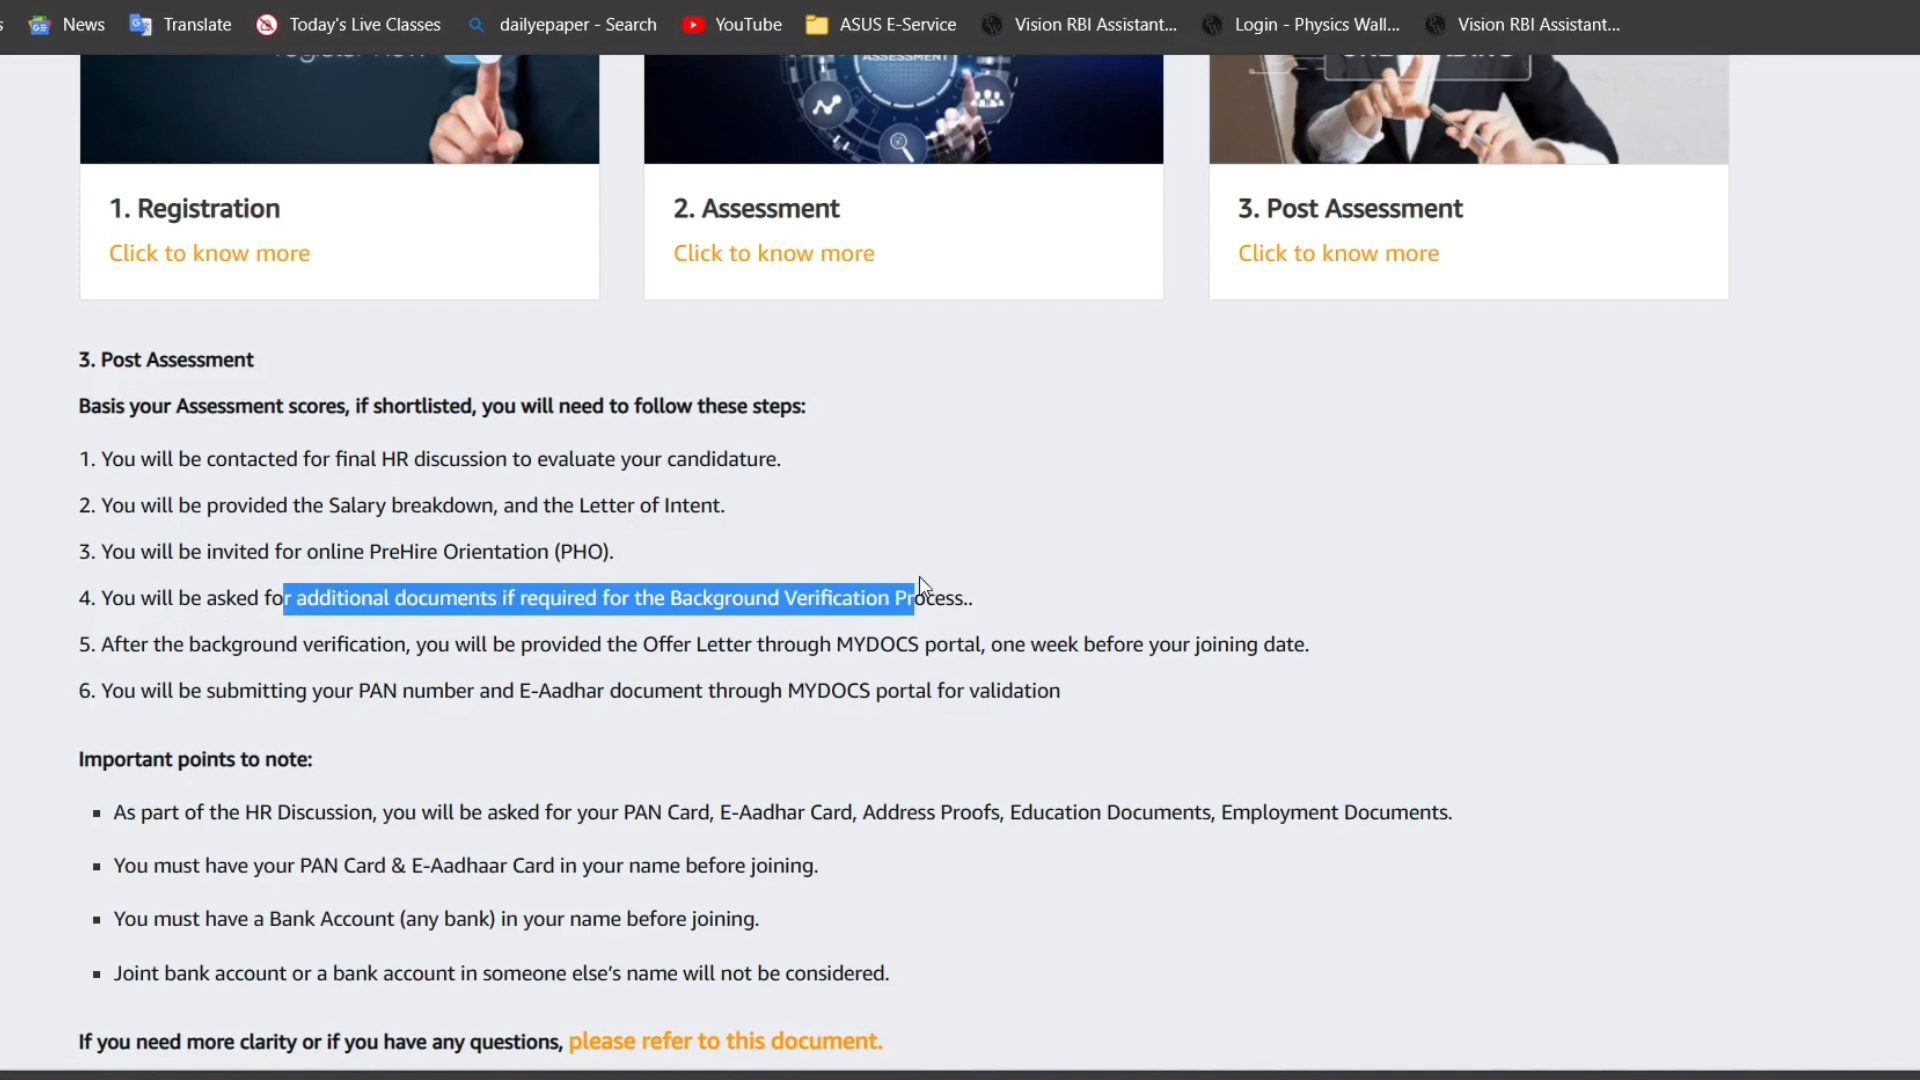 s News Translate Today's Live Classes dailyepaper - Search YouTube ASUS E-Service Vision RBI Assistant... Login - Physics Wall... Vision RBI Assistant...
ASSESSMENT
1. Registration
Click to know more
2. Assessment
Click to know more
3. Post Assessment
Click to know more
3. Post Assessment
Basis your Assessment scores, if shortlisted, you will need to follow these steps:
1. You will be contacted for final HR discussion to evaluate your candidature.
2. You will be provided the Salary breakdown, and the Letter of Intent.
3. You will be invited for online PreHire Orientation (PHO).
4. You will be asked for additional documents if required for the Background Verification Process..
5. After the background verification, you will be provided the Offer Letter through MYDOCS portal, one week before your joining date.
6. You will be submitting your PAN number and E-Aadhar document through MYDOCS portal for validation
Important points to note:
▪ As part of the HR Discussion, you will be asked for your PAN Card, E-Aadhar Card, Address Proofs, Education Documents, Employment Documents.
▪ You must have your PAN Card & E-Aadhaar Card in your name before joining.
▪ You must have a Bank Account (any bank) in your name before joining.
▪ Joint bank account or a bank account in someone else's name will not be considered.
If you need more clarity or if you have any questions, please refer to this document.